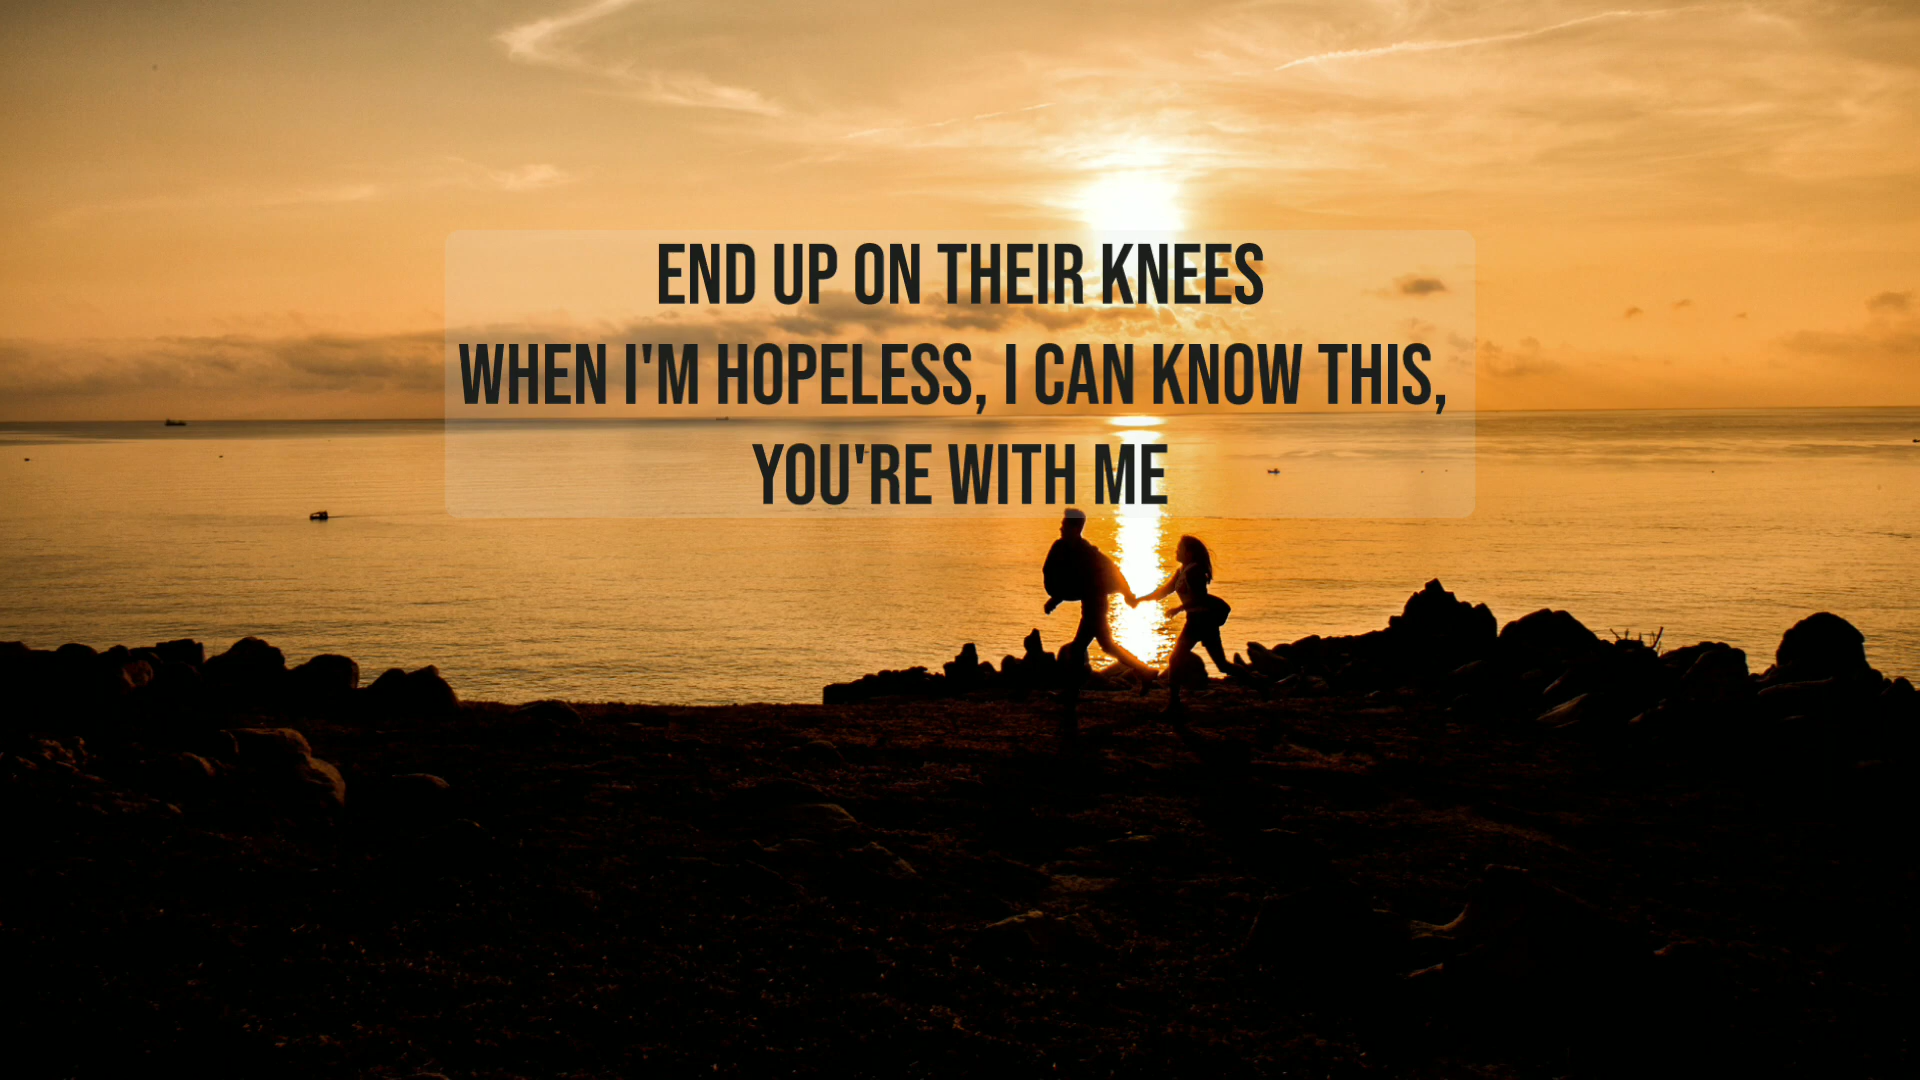 END UP ON THEIR KNEES
WHEN I'M HOPELESS, I CAN KNOW THIS,
YOU'RE WITH ME